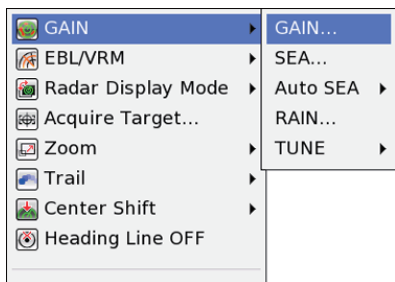 GAIN
EBL/VRM
Radar Display Mode
Acquire Target...
Zoom
Trail
Center Shift
Heading Line OFF
GAIN...
SEA...
Auto SEA
RAIN...
TUNE